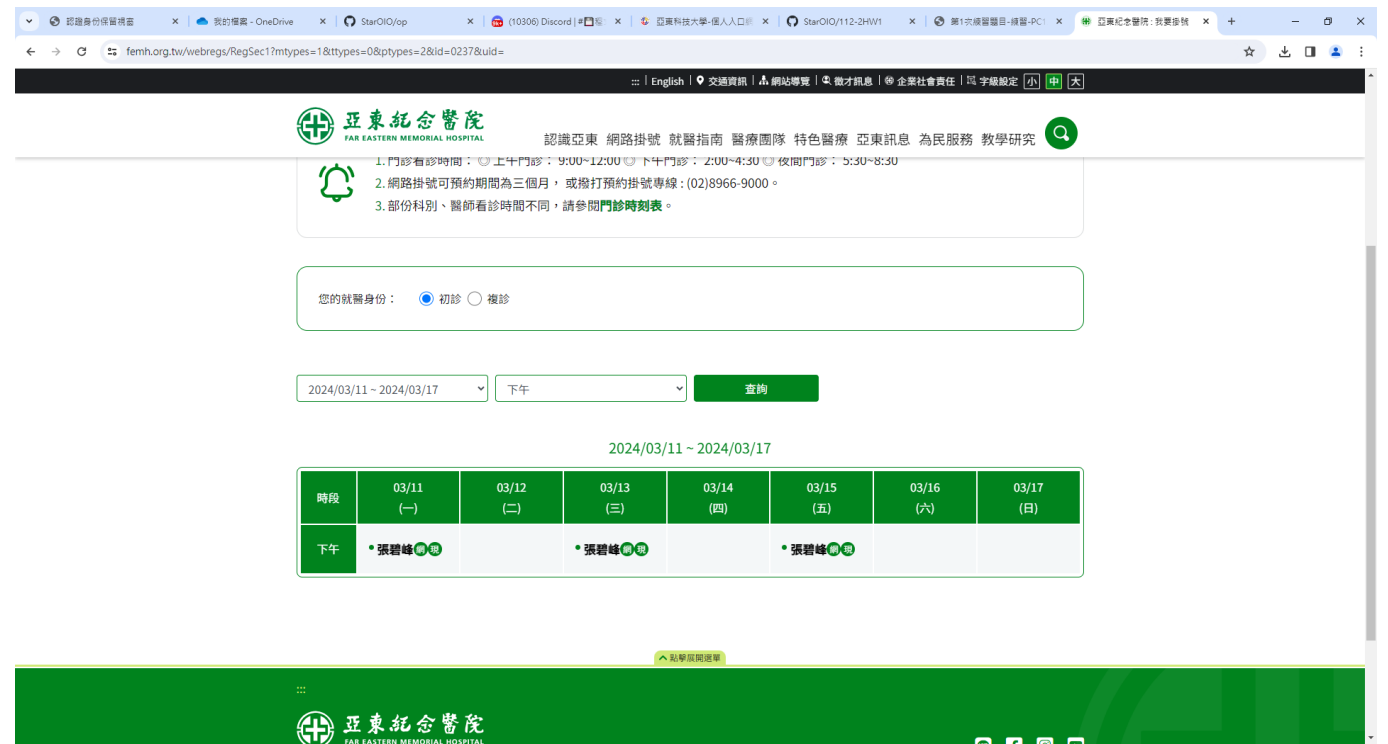 認證身份保留視窗
我的檔案 - OneDrive
StarOIO/op
(10306) Discord | #
亞東科技大學-個人入口網
StarOIO/112-2HW1
第1次練習題目-練習-PC1
亞東紀念醫院 : 我要掛號
femh.org.tw/webregs/RegSec1?mtypes=1&ttypes=0&ptypes=2&id=0237&uid=
::: | English | 交通資訊 | 網站導覽 | 徵才訊息 | 企業社會責任 | 字級設定 小 中 大
亞東紀念醫院
FAR EASTERN MEMORIAL HOSPITAL
認識亞東 網路掛號 就醫指南 醫療團隊 特色醫療 亞東訊息 為民服務 教學研究
1. 門診看診時間：◎ 上午門診： 9:00~12:00 ◎ 下午門診： 2:00~4:30 ◎ 夜間門診： 5:30~8:30
2. 網路掛號可預約期間為三個月， 或撥打預約掛號專線 : (02)8966-9000。
3. 部份科別、醫師看診時間不同，請參閱門診時刻表。
您的就醫身份： 初診 複診
2024/03/11 ~ 2024/03/17 下午 查詢
2024/03/11 ~ 2024/03/17
時段 03/11 03/12 03/13 03/14 03/15 03/16 03/17
(一) (二) (三) (四) (五) (六) (日)
下午 • 張碧峰網現 • 張碧峰網現 • 張碧峰網現
點擊展開選單
:::
亞東紀念醫院
FAR EASTERN MEMORIAL HOSPITAL